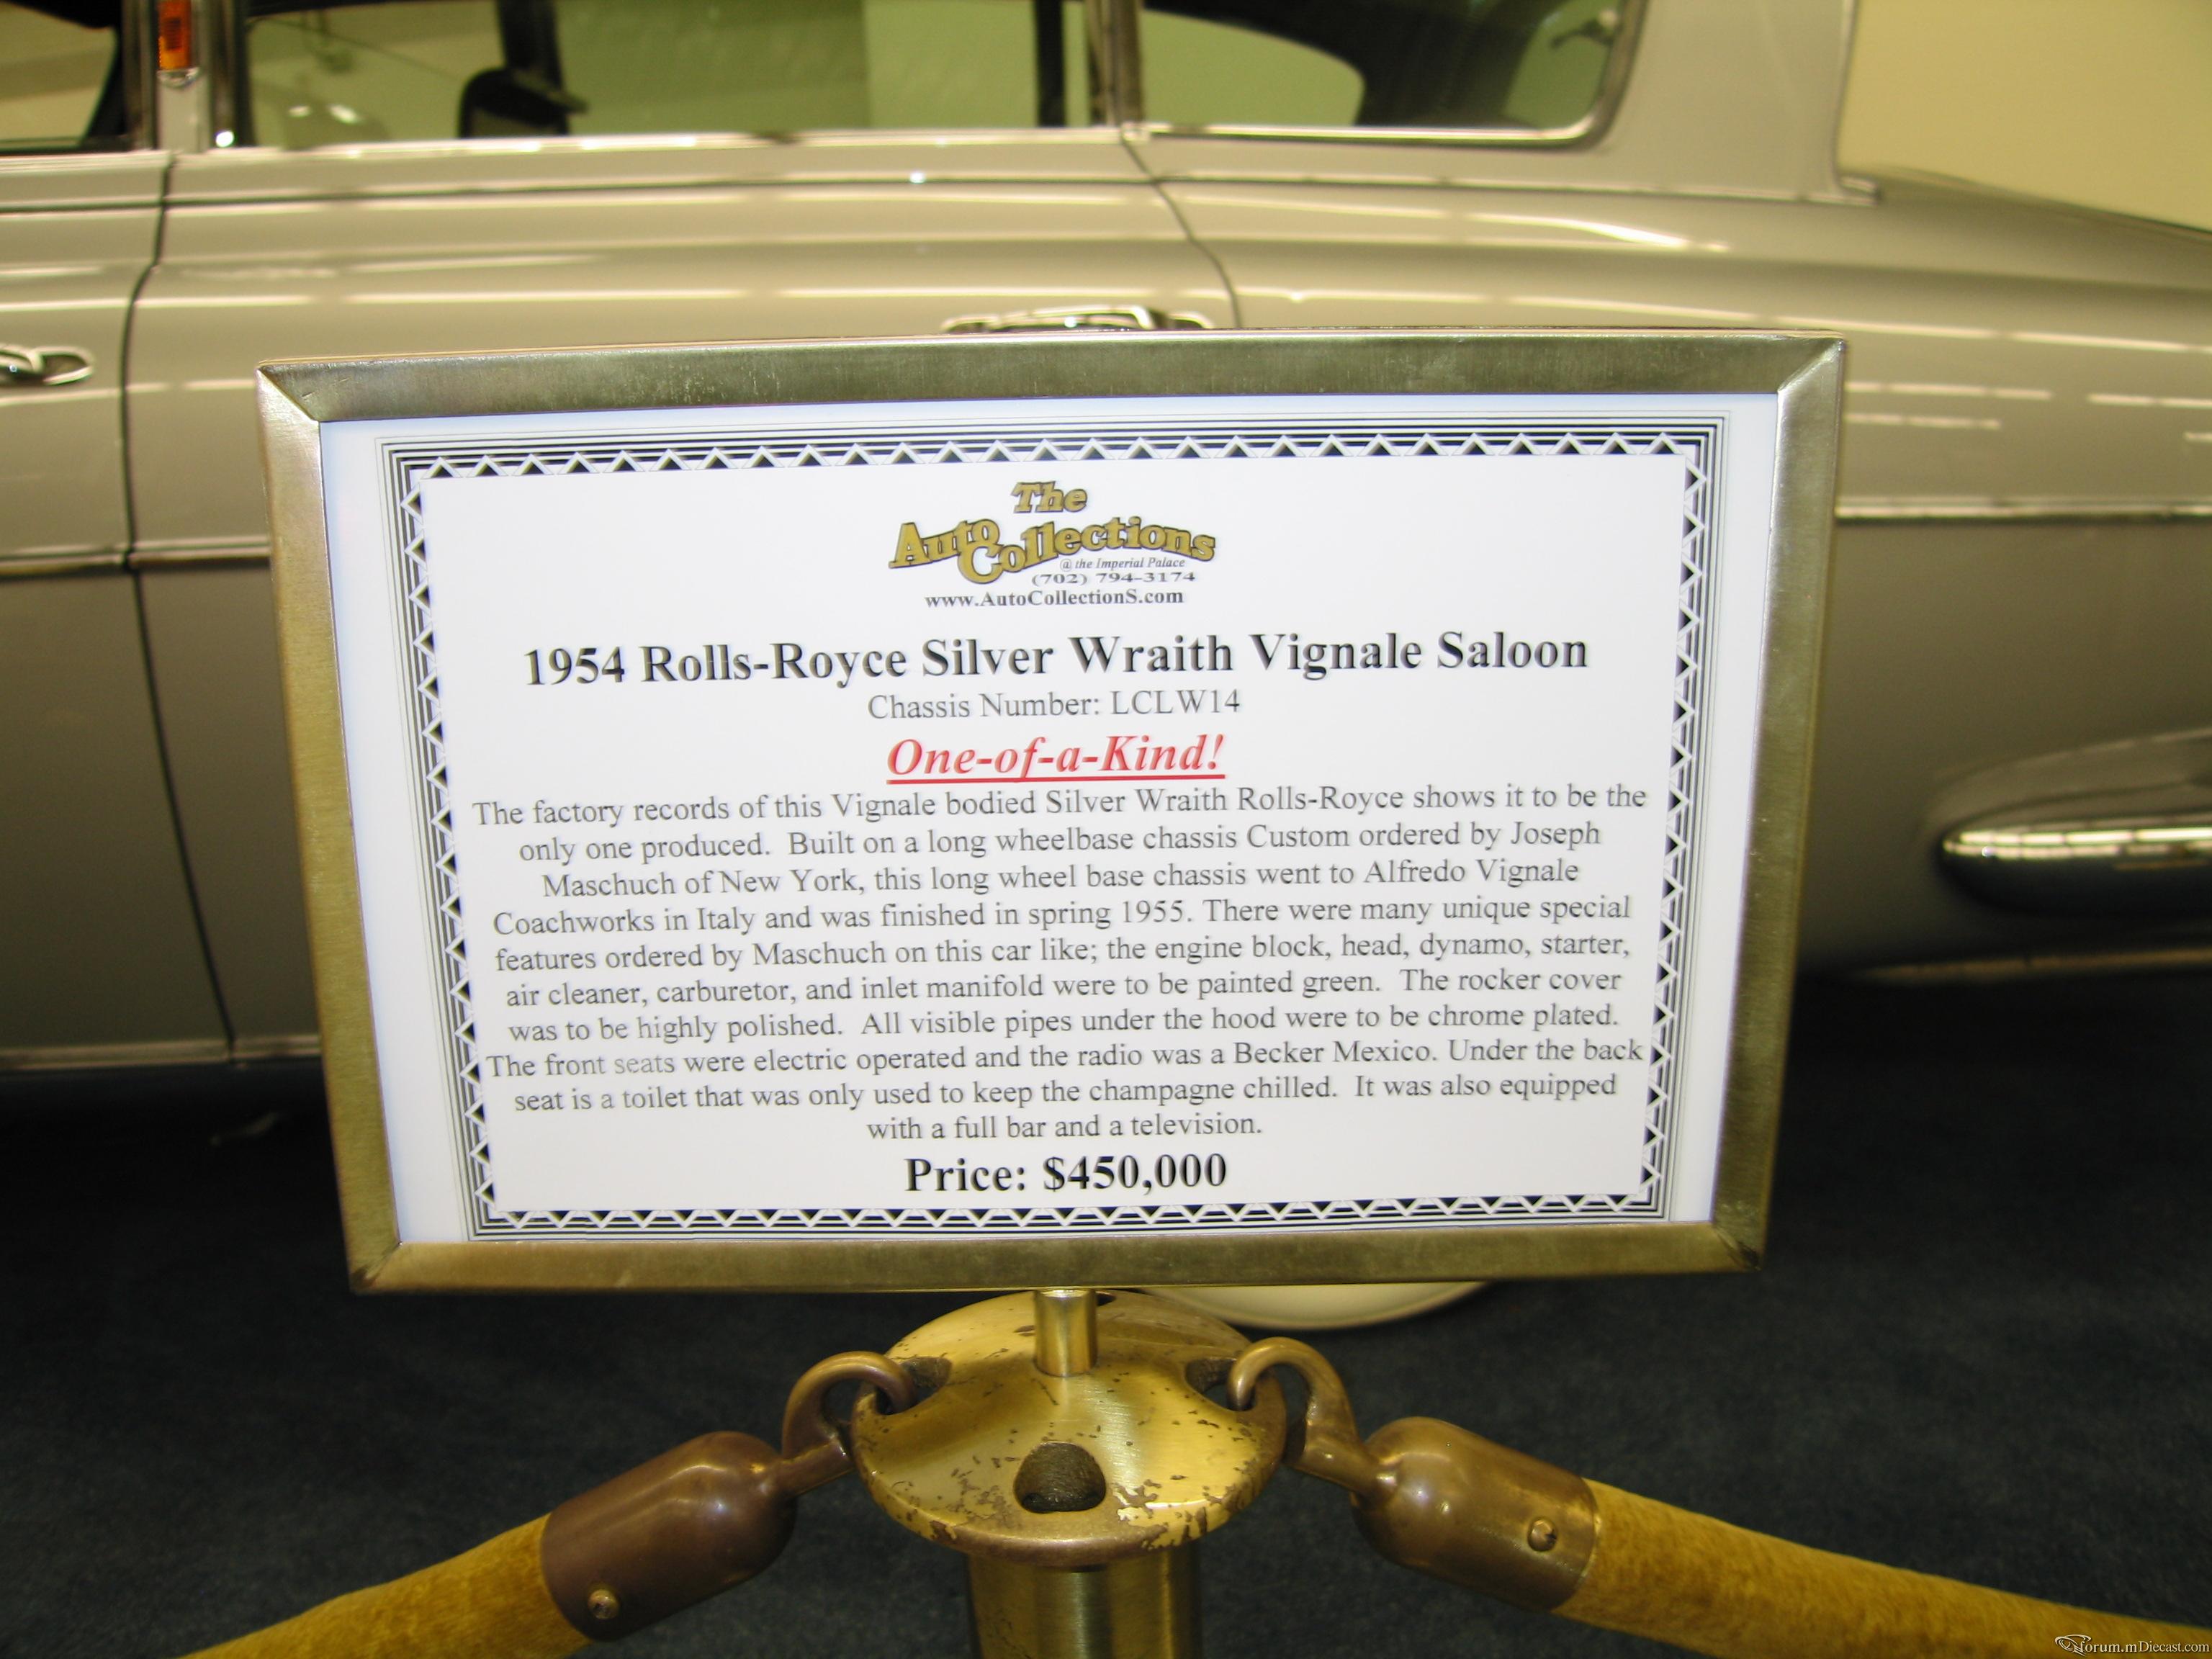 The
Auto Collections
@ the Imperial Palace
(702) 794-3174
www.AutoCollectionS.com
1954 Rolls-Royce Silver Wraith Vignale Saloon
Chassis Number: LCLW14
One-of-a-Kind!
The factory records of this Vignale bodied Silver Wraith Rolls-Royce shows it to be the
only one produced.  Built on a long wheelbase chassis Custom ordered by Joseph
Maschuch of New York, this long wheel base chassis went to Alfredo Vignale
Coachworks in Italy and was finished in spring 1955. There were many unique special
features ordered by Maschuch on this car like; the engine block, head, dynamo, starter,
air cleaner, carburetor, and inlet manifold were to be painted green.  The rocker cover
was to be highly polished.  All visible pipes under the hood were to be chrome plated.
The front seats were electric operated and the radio was a Becker Mexico. Under the back
seat is a toilet that was only used to keep the champagne chilled.  It was also equipped
with a full bar and a television.
Price: $450,000
forum.mDiecast.com